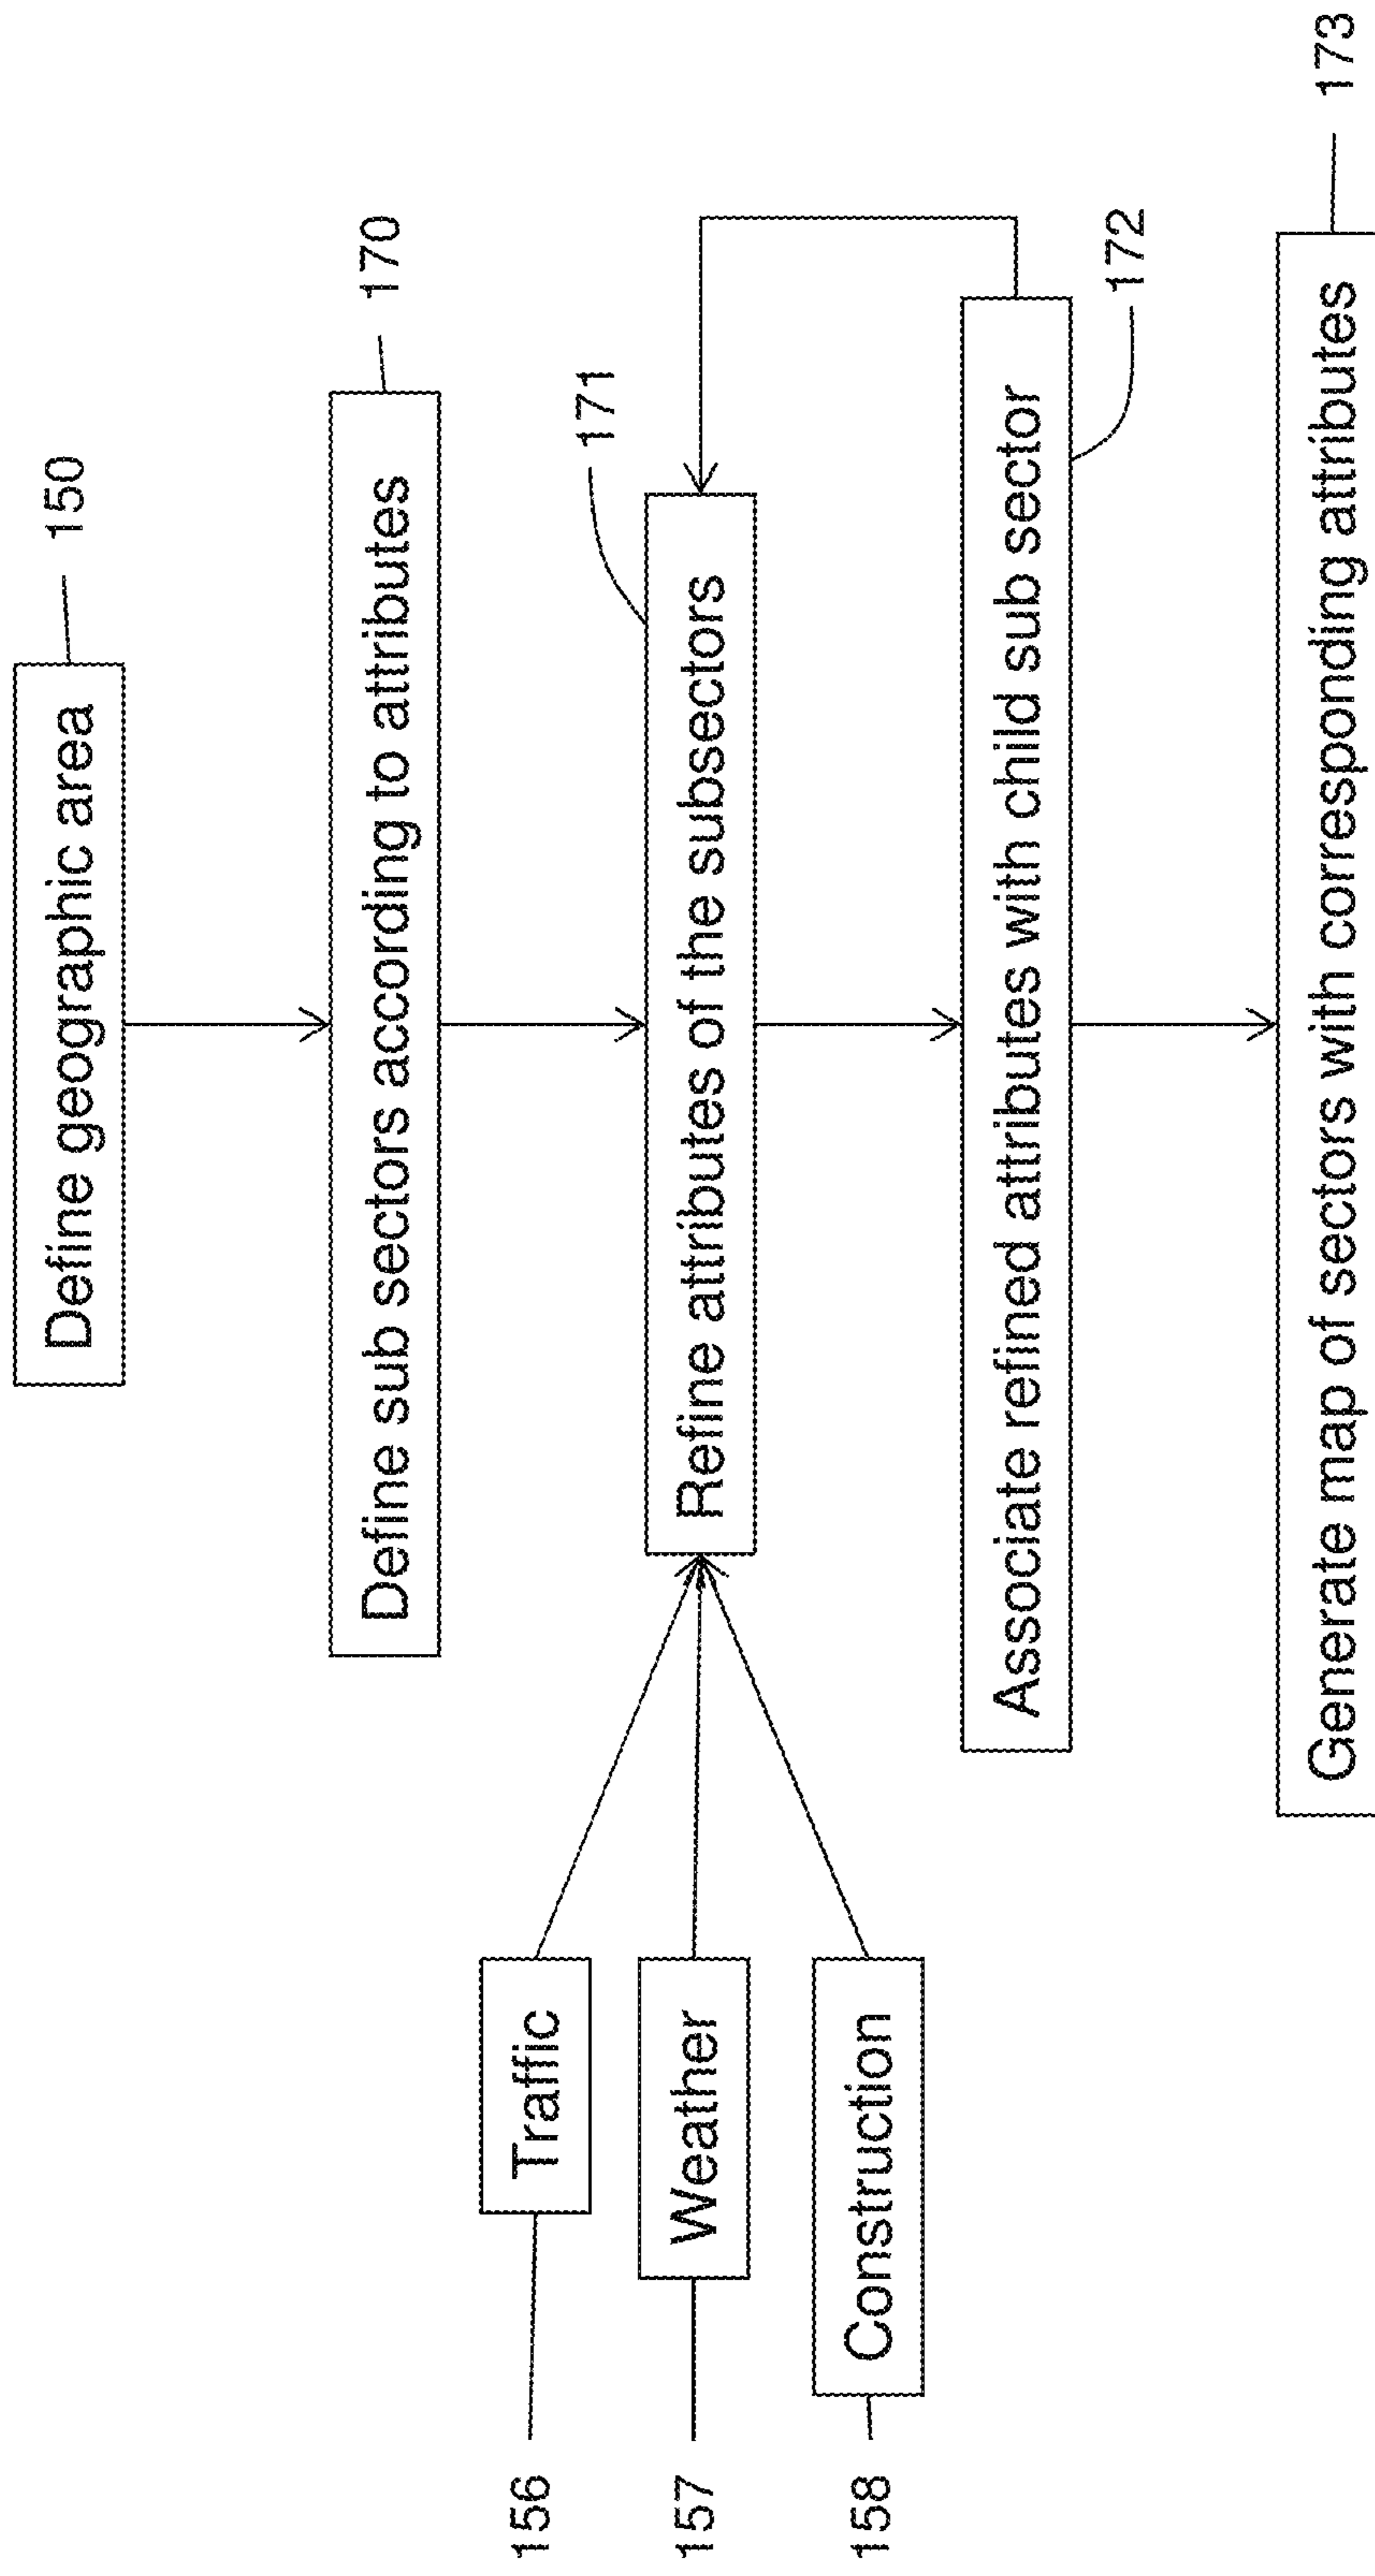 Define geographic area
150
Define sub sectors according to attributes
170
Traffic
156
Weather
157
Construction
158
Refine attributes of the subsectors
171
Associate refined attributes with child sub sector
172
Generate map of sectors with corresponding attributes
173